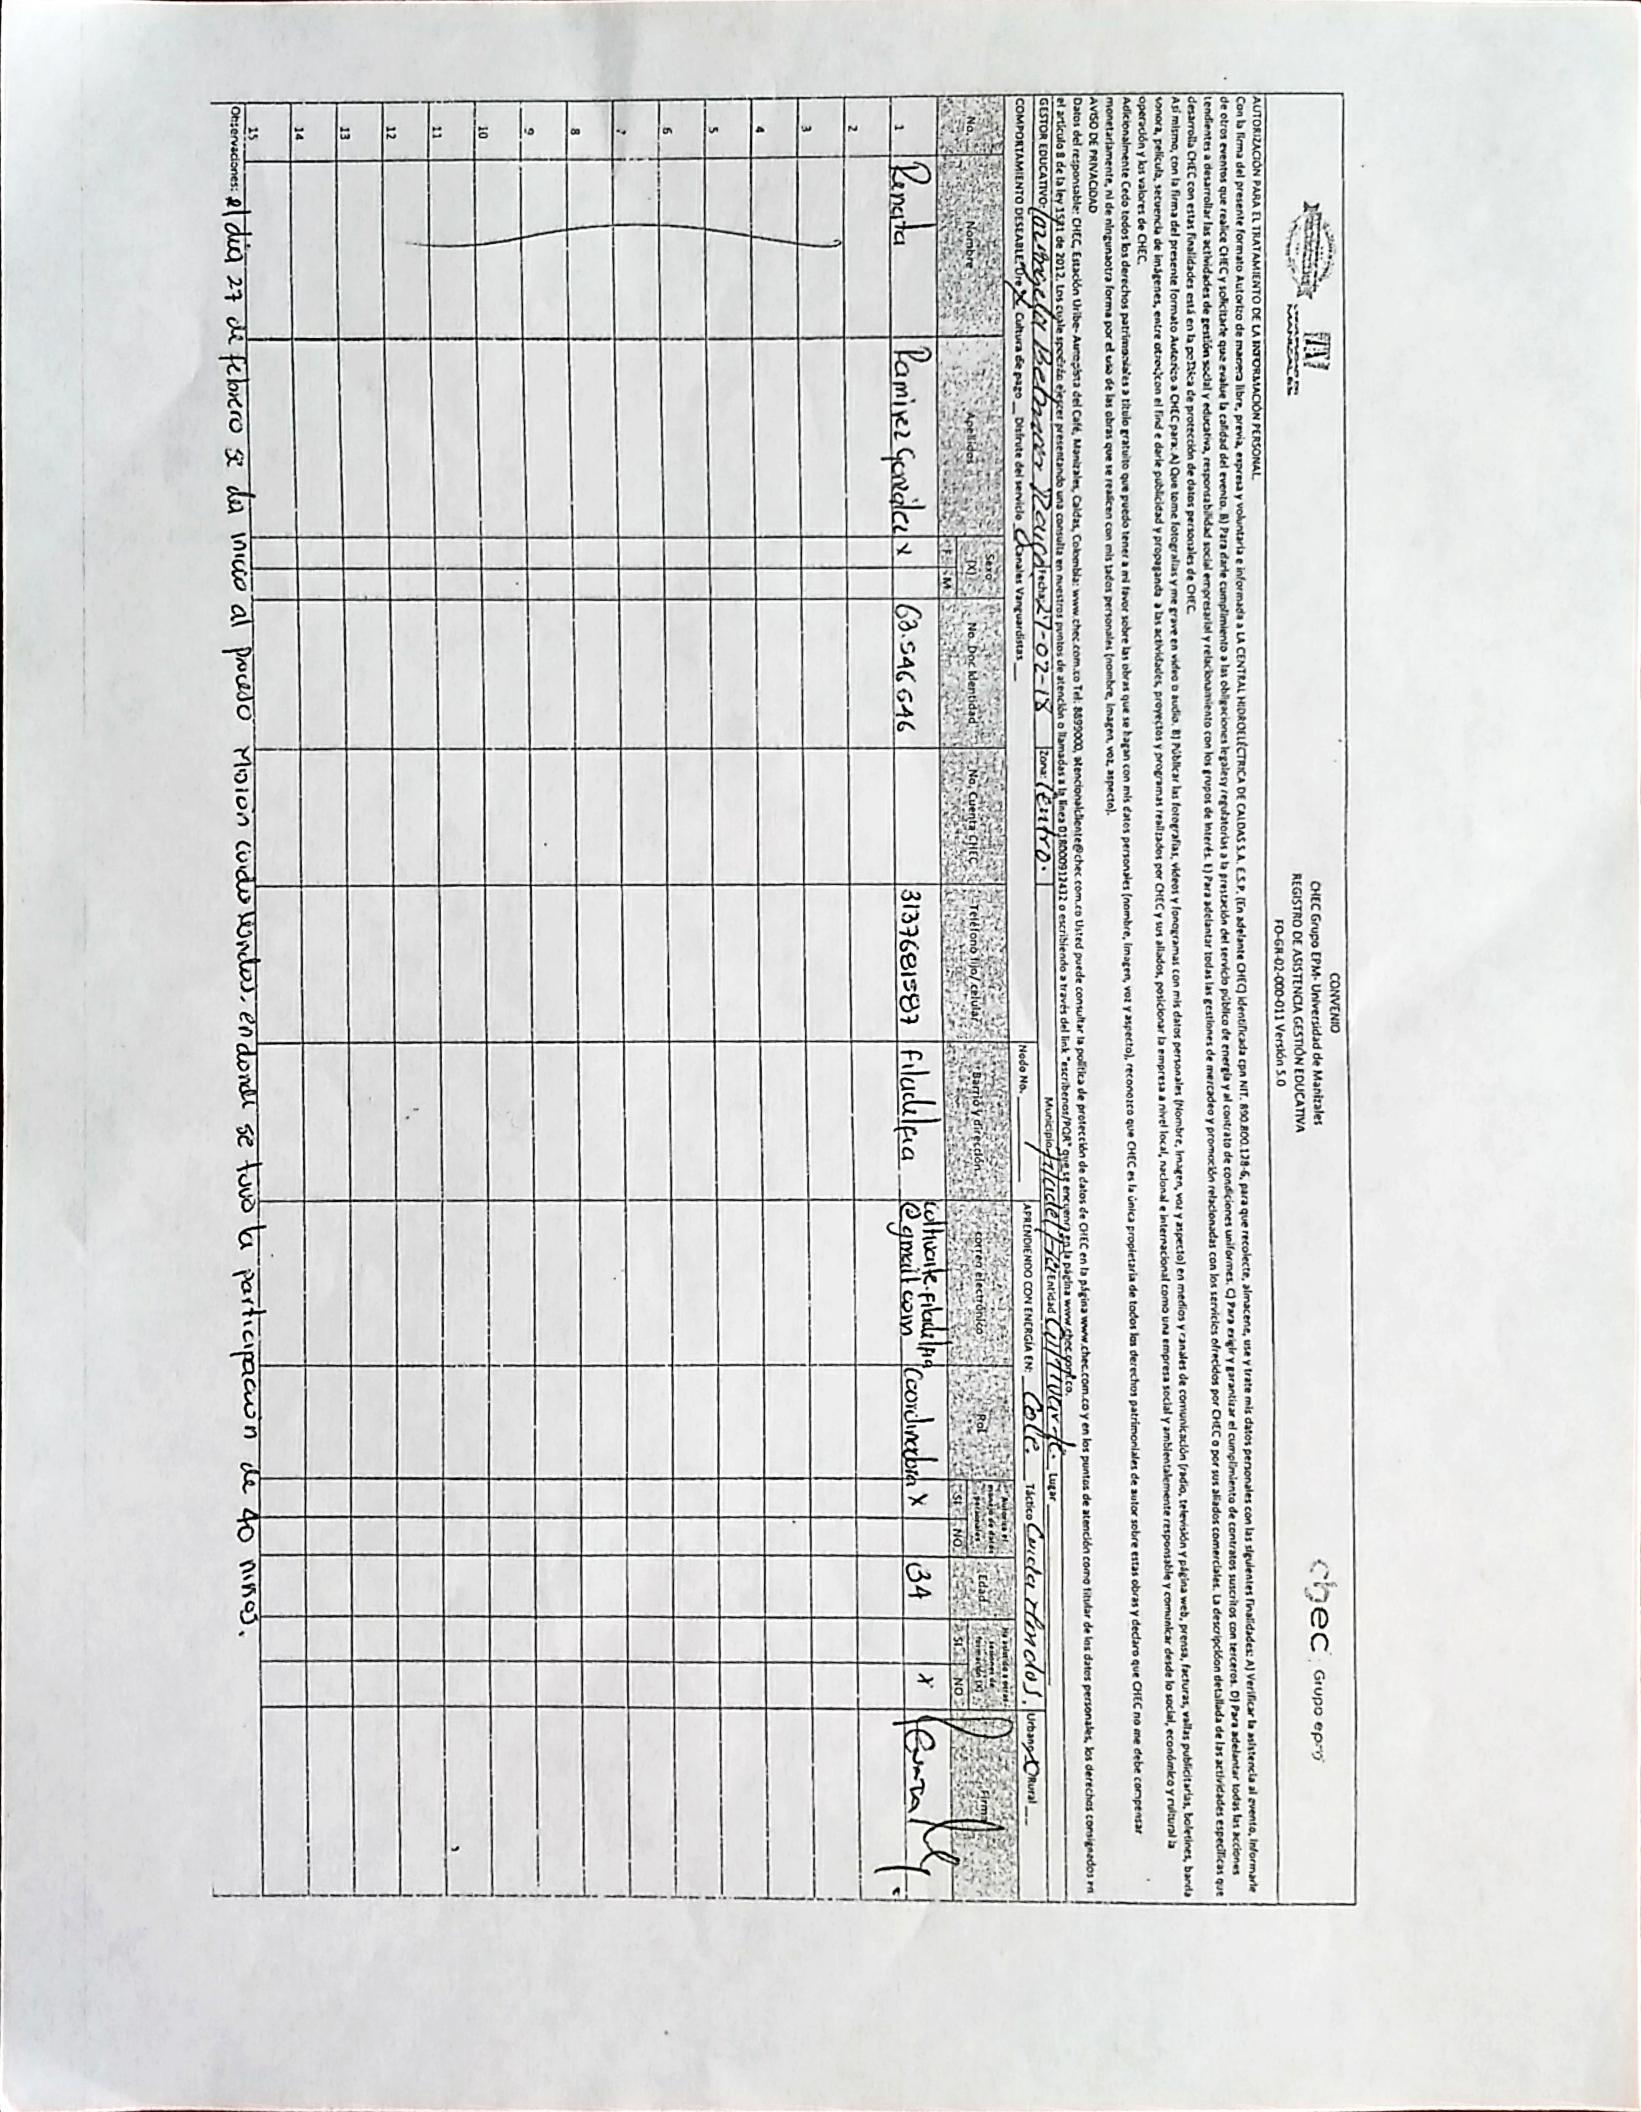 UNIVERSIDAD DE
MANIZALES
CONVENIO
CHEC Grupo EPM- Universidad de Manizales
REGISTRO DE ASISTENCIA GESTIÓN EDUCATIVA
FO-GR-02-000-011 Versión 5.0
chec Grupo epm
AUTORIZACIÓN PARA EL TRATAMIENTO DE LA INFORMACIÓN PERSONAL
Con la firma del presente formato Autorizo de manera libre, previa, expresa y voluntaria e informada a LA CENTRAL HIDROELÉCTRICA DE CALDAS S.A. E.S.P. (En adelante CHEC) identificada con NIT. 890.800.128-6, para que recolecte, almacene, use y trate mis datos personales con las siguientes finalidades: A) Verificar la asistencia al evento, informarle
de otros eventos que realice CHEC y solicitarle que evalue la calidad del evento. B) Para darle cumplimiento a las obligaciones legales y regulatorias a la prestación del servicio público de energía y al contrato de condiciones uniformes. C) Para erigir y garantizar el cumplimiento de contratos suscritos con terceros. D) Para adelantar todas las acciones
tendientes a desarrollar las actividades de gestión social y educativa, responsabilidad social empresarial y relacionamiento con los grupos de interés. E) Para adelantar todas las gestiones de mercadeo y promoción relacionadas con los servicios ofrecidos por CHEC o por sus aliados comerciales. La descripción detallada de las actividades específicas que
desarrolla CHEC con estas finalidades está en la política de protección de datos personales de CHEC.
Así mismo, con la firma del presente formato Autorizo a CHEC para: A) Que tome fotografías y me grave en video o audio. B) Públicar las fotografías, videos y fonogramas con mis datos personales (Nombre, Imagen, voz y aspecto) en medios y canales de comunicación (radio, televisión y página web, prensa, facturas, vallas publicitarias, boletines, banda
sonora, película, secuencia de imágenes, entre otros) con el find e darle publicidad y propaganda a las actividades, proyectos y programas realizados por CHEC y sus aliados, posicionar la empresa a nivel local, nacional e internacional como una empresa social y ambientalmente responsable y comunicar desde lo social, económico y cultural la
operación y los valores de CHEC.
Adicionalmente Cedo todos los derechos patrimoniales a título gratuito que puedo tener a mi favor sobre las obras que se hagan con mis datos personales (nombre, imagen, voz y aspecto), reconozco que CHEC es la única propietaria de todos los derechos patrimoniales de autor sobre estas obras y declaro que CHEC no me debe compensar
monetariamente, ni de ningunaotra forma por el uso de las obras que se realicen con mis tados personales (nombre, imagen, voz, aspecto).
AVISO DE PRIVACIDAD
Datos del responsable: CHEC, Estación Uribe- Autopista del Café, Manizales, Caldas, Colombia: www.chec.com.co Tel: 8899000, atencionalcliente@chec.com.co Usted puede consultar la política de protección de datos de CHEC en la página www.chec.com.co y en los puntos de atención como titular de los datos personales, los derechos consignados en
el artículo 8 de la ley 1581 de 2012. Los cuale spodrán ejercer presentando una consulta en nuestros puntos de atención o llamadas a la línea 018000912432 o escribiendo a través del link "escribenos/PQR" que se encuentra en la página www.chec.com.co.
GESTOR EDUCATIVO: Fecha: 27-02-18 Zona: Centro. Municipio Filadelfia Entidad Cultivarte. Lugar
COMPORTAMIENTO DESEABLE: Ure X Cultura de pago __ Disfrute del servicio __ Canales Vanguardistas __ Nodo No. ____ APRENDIENDO CON ENERGÍA EN: Cole. Táctico Cuida mundos. Urbano X Rural __
No. Nombre Apellidos Sexo (X) F M No. Doc Identidad No. Cuenta CHEC Teléfono fijo/celular Barrio y dirección correo electrónico Rol Autoriza el manejo de datos personales SI NO Edad Ha asistido a otras sesiones de formación (X) SI NO Firma
1 Renata Ramirez González X 63.546646 3137681587 filadelfia cultivarte.filadelfia @gmail.com Coordinadora X 34 X
2
3
4
5
6
7
8
9
10
11
12
13
14
15
Observaciones: el día 27 de febrero se da inicio al proceso Misión cuida mundos, en donde se tuvo la participación de 40 niños.